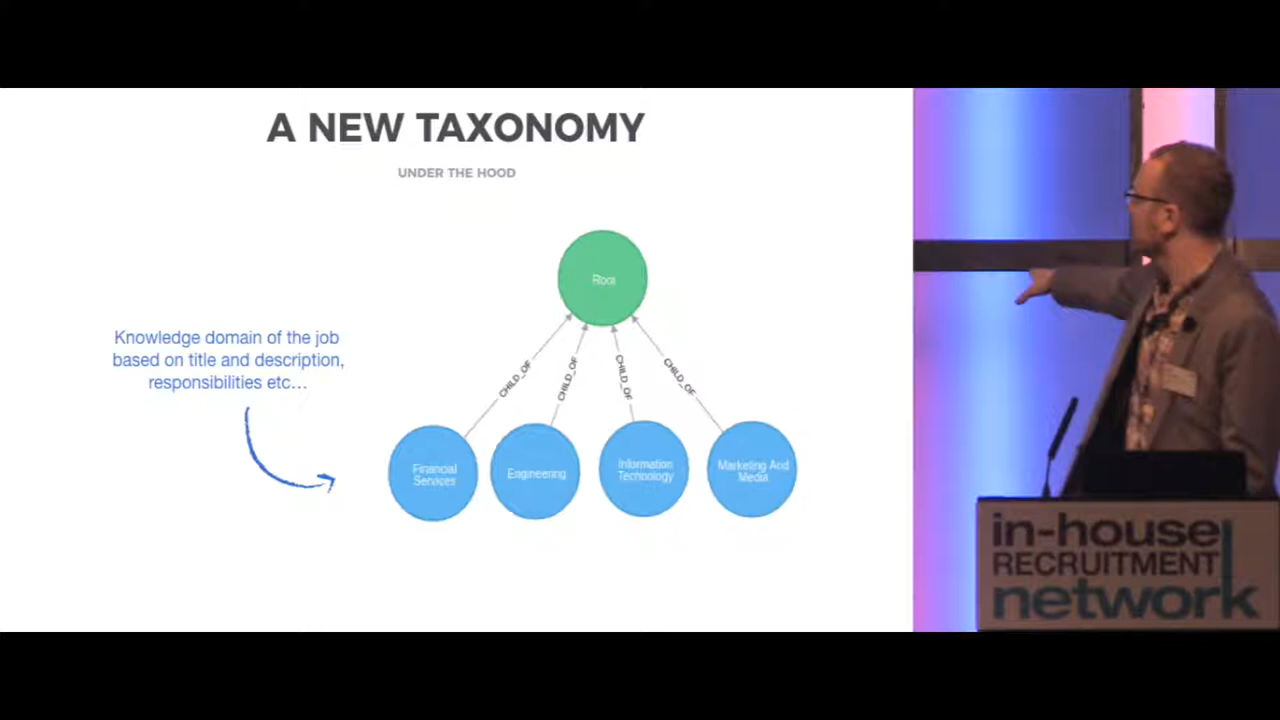 A NEW TAXONOMY
UNDER THE HOOD
Root
Knowledge domain of the job
based on title and description,
responsibilities etc...
CHILD_OF
CHILD_OF
CHILD_OF
CHILD_OF
Financial
Services
Engineering
Information
Technology
Marketing And
Media
in-house
RECRUITMENT
network